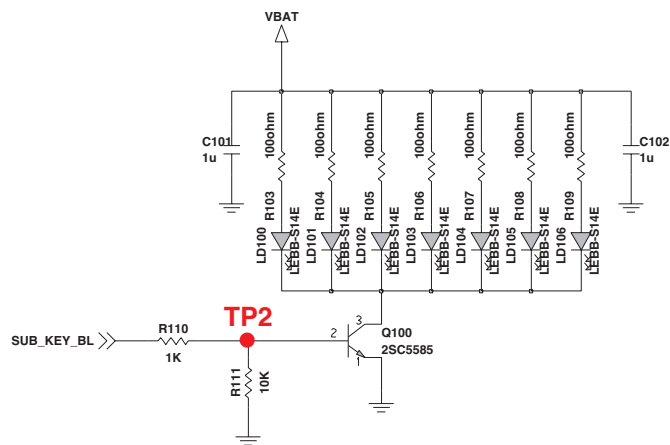 VBAT
C101
1u
100ohm
100ohm
100ohm
100ohm
100ohm
100ohm
100ohm
C102
1u
R103
R104
R105
R106
R107
R108
R109
LD100
LEBB-S14E
LD101
LEBB-S14E
LD102
LEBB-S14E
LD103
LEBB-S14E
LD104
LEBB-S14E
LD105
LEBB-S14E
LD106
LEBB-S14E
TP2
SUB_KEY_BL
R110
1K
R111
10K
2
3
1
Q100
2SC5585